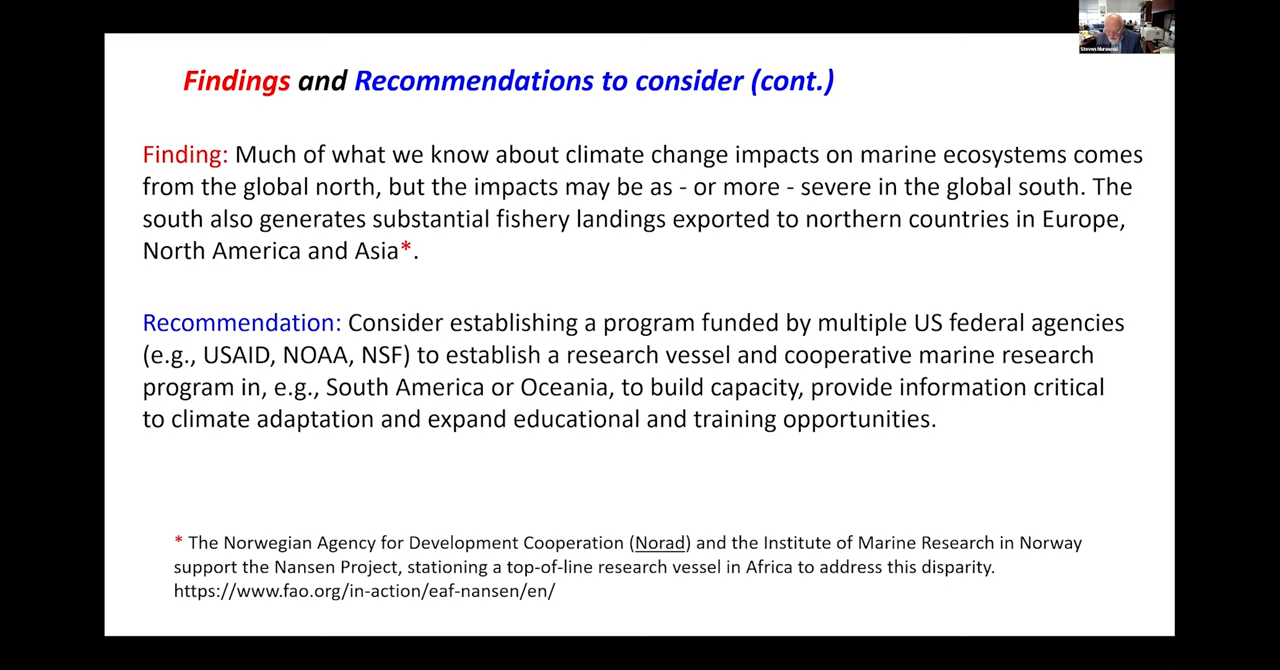 Steven Murawski
Findings and Recommendations to consider (cont.)
Finding: Much of what we know about climate change impacts on marine ecosystems comes
from the global north, but the impacts may be as - or more - severe in the global south. The
south also generates substantial fishery landings exported to northern countries in Europe,
North America and Asia*.
Recommendation: Consider establishing a program funded by multiple US federal agencies
(e.g., USAID, NOAA, NSF) to establish a research vessel and cooperative marine research
program in, e.g., South America or Oceania, to build capacity, provide information critical
to climate adaptation and expand educational and training opportunities.
* The Norwegian Agency for Development Cooperation (Norad) and the Institute of Marine Research in Norway
support the Nansen Project, stationing a top-of-line research vessel in Africa to address this disparity.
https://www.fao.org/in-action/eaf-nansen/en/